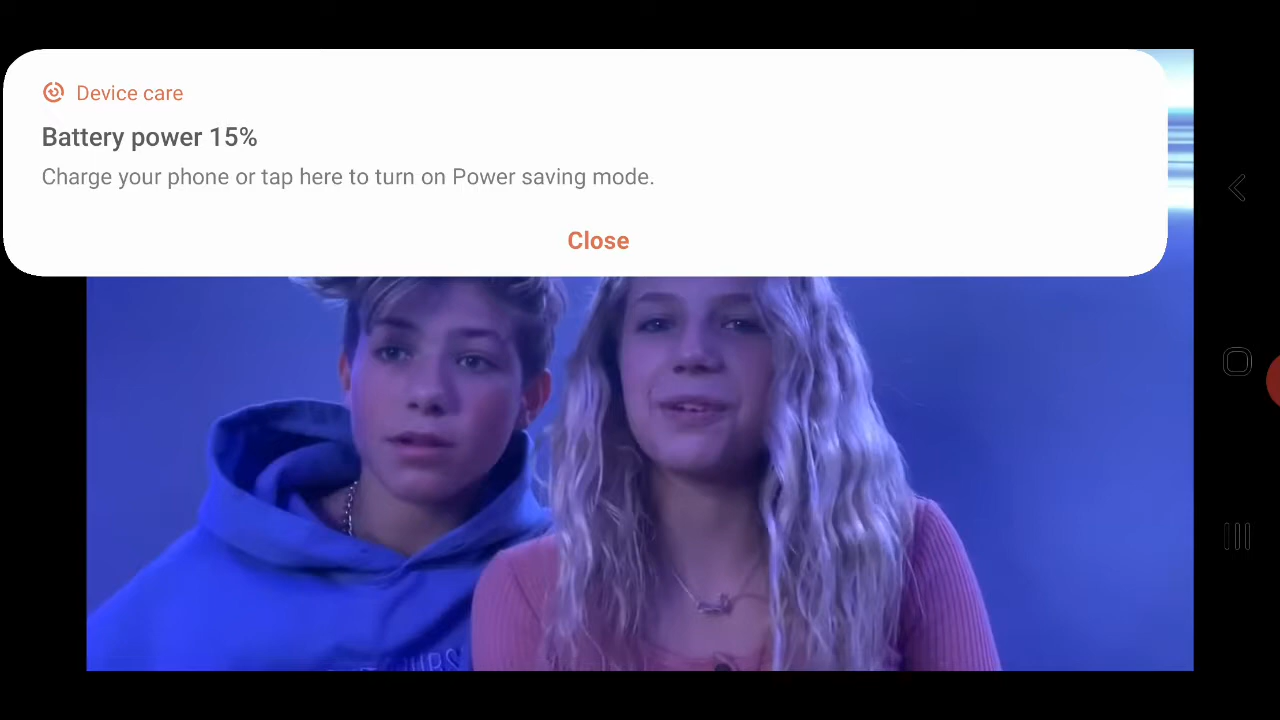 Device care
Battery power 15%
Charge your phone or tap here to turn on Power saving mode.
Close